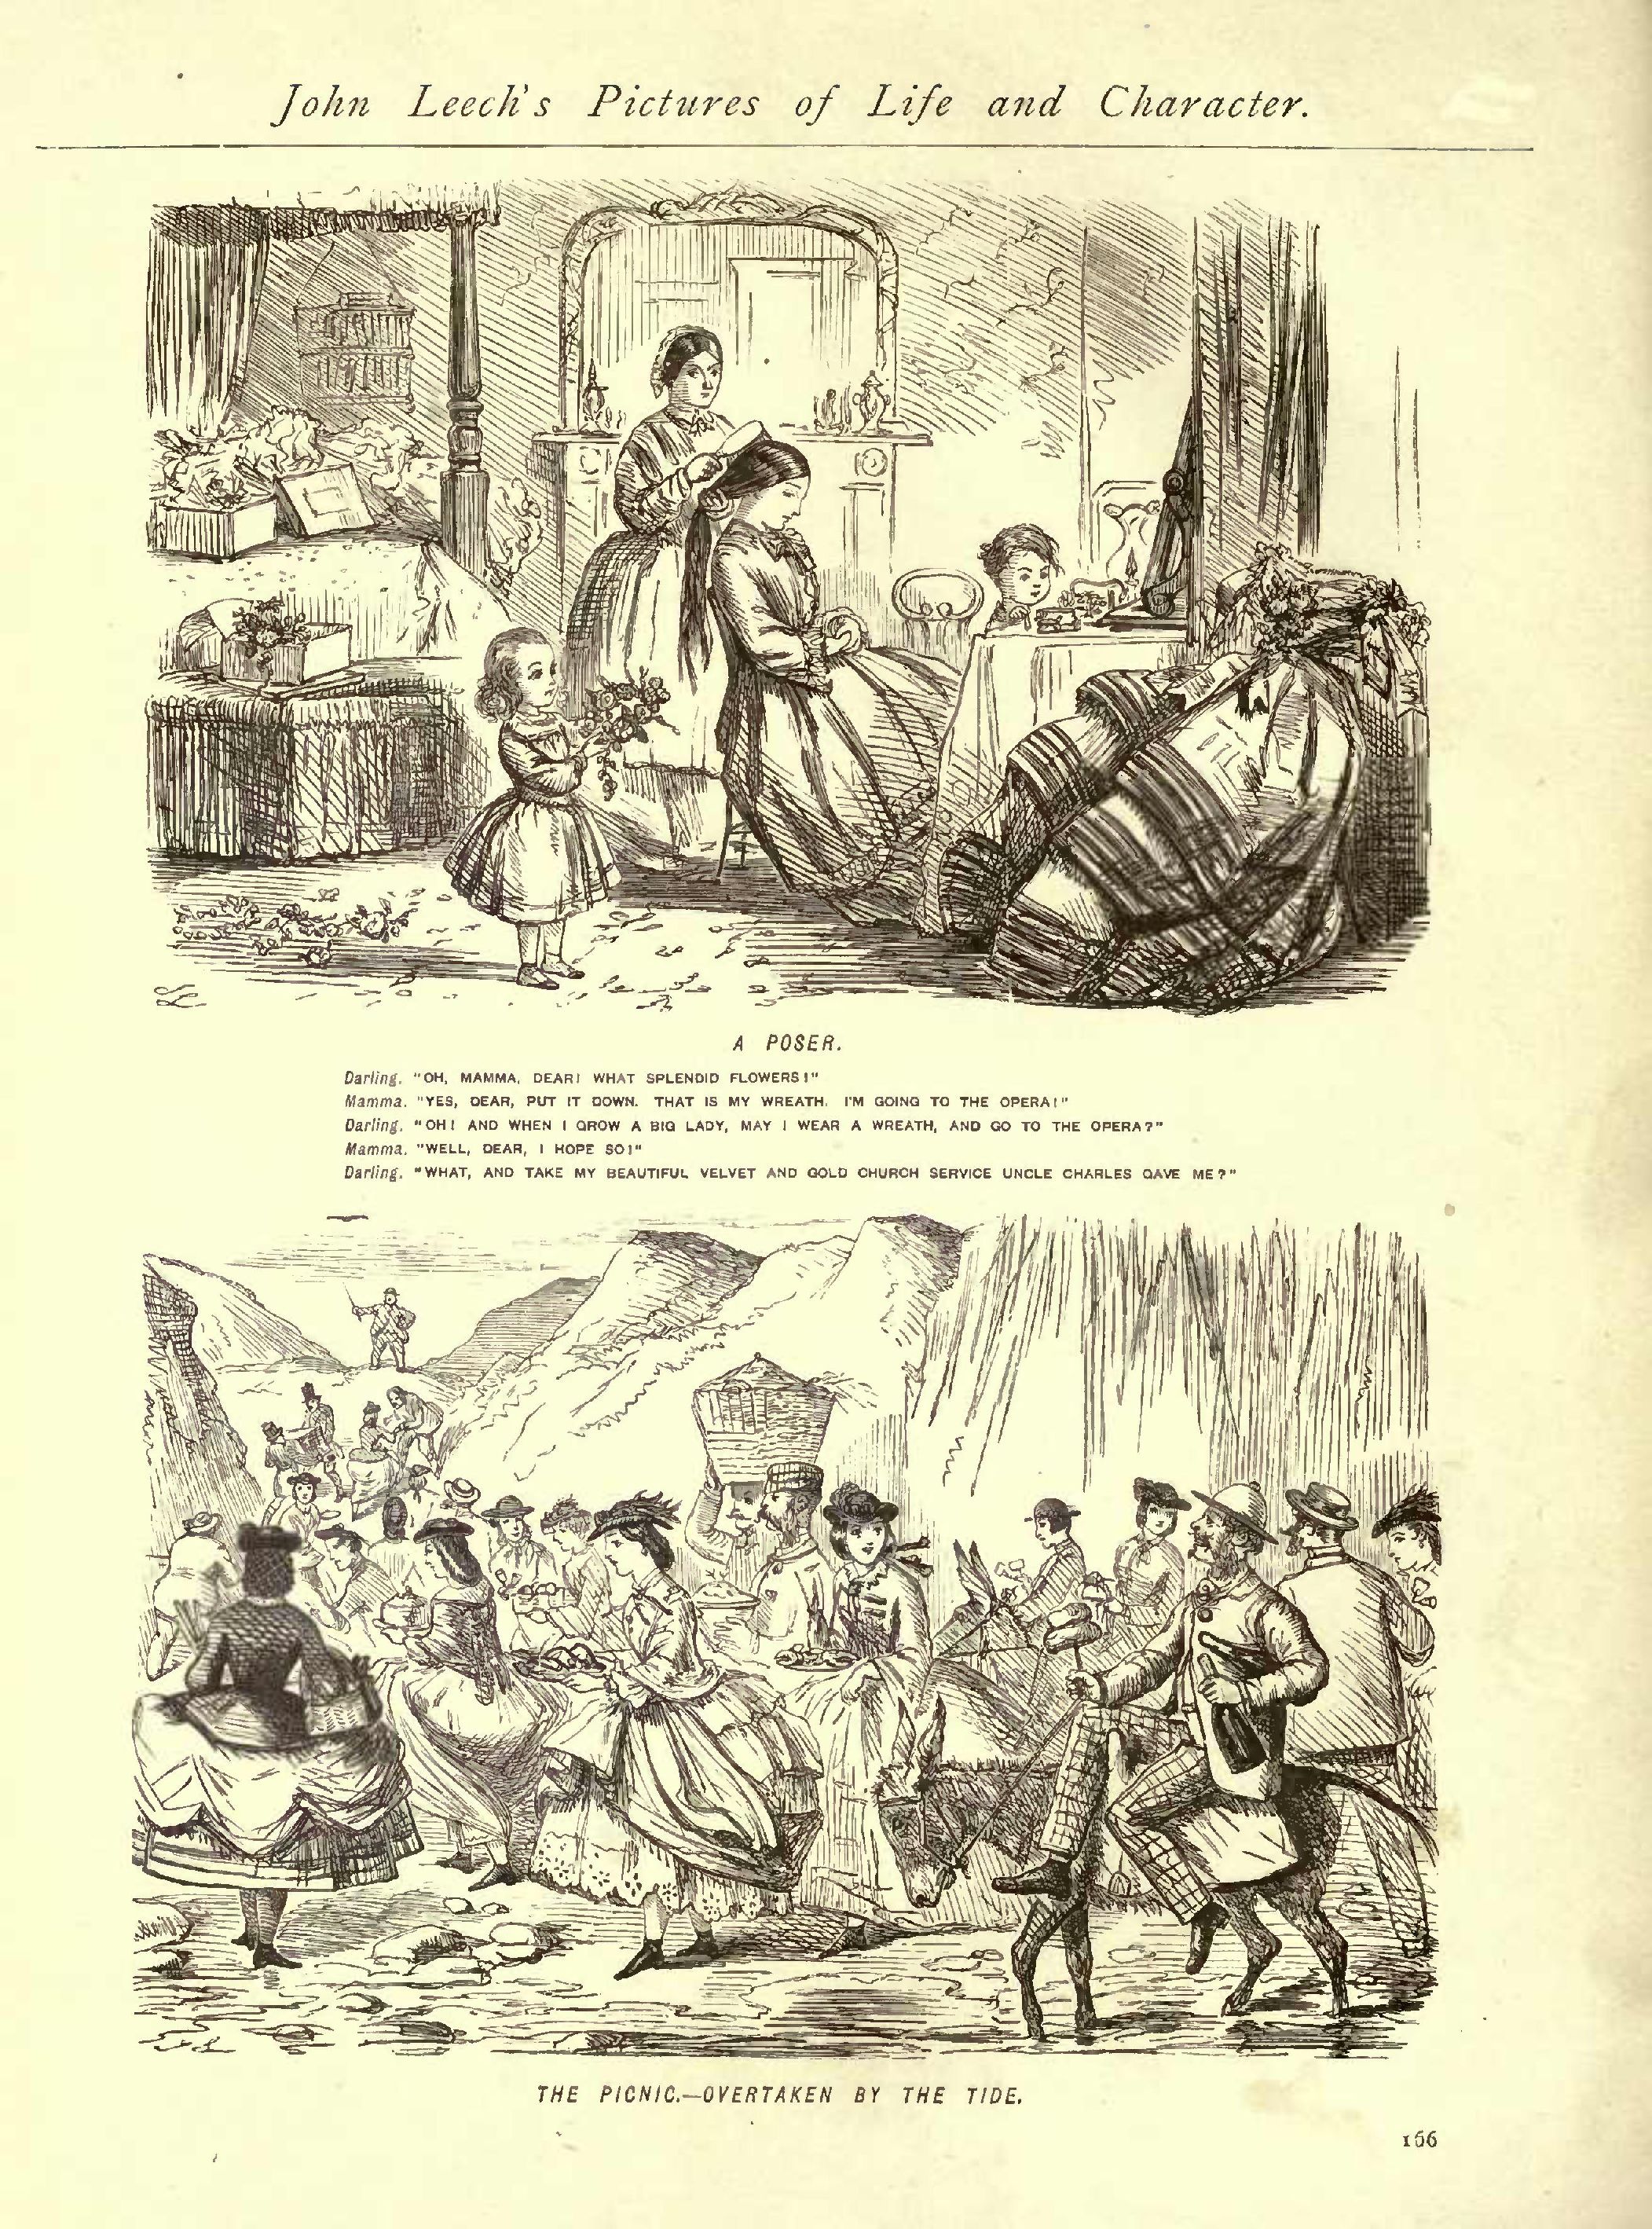 John Leech's Pictures of Life and Character.
A POSER.
Darling. "OH, MAMMA, DEAR! WHAT SPLENDID FLOWERS!"
Mamma. "YES, DEAR, PUT IT DOWN. THAT IS MY WREATH. I'M GOING TO THE OPERA!"
Darling. "OH! AND WHEN I GROW A BIG LADY, MAY I WEAR A WREATH, AND GO TO THE OPERA?"
Mamma. "WELL, DEAR, I HOPE SO!"
Darling. "WHAT, AND TAKE MY BEAUTIFUL VELVET AND GOLD CHURCH SERVICE UNCLE CHARLES GAVE ME?"
THE PICNIC.—OVERTAKEN BY THE TIDE.
166